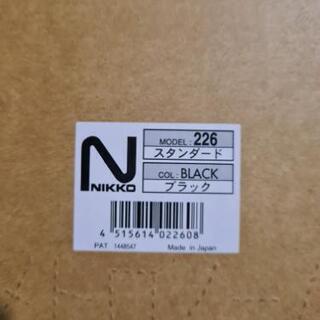 MODEL : 226
スタンダード
COL : BLACK
ブラック
N
NIKKO
4 515614 022608
PAT 1448547 Made in Japan